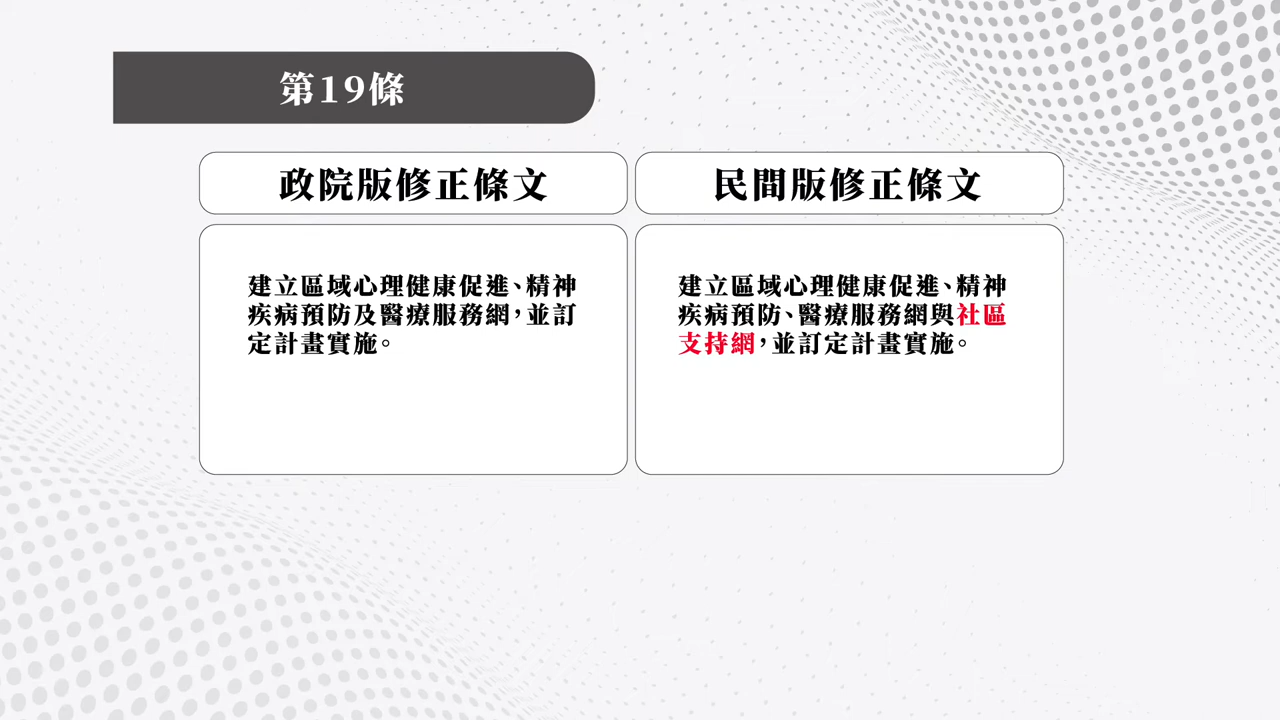 第19條
政院版修正條文
民間版修正條文
建立區域心理健康促進、精神
疾病預防及醫療服務網,並訂
定計畫實施。
建立區域心理健康促進、精神
疾病預防、醫療服務網與社區
支持網,並訂定計畫實施。